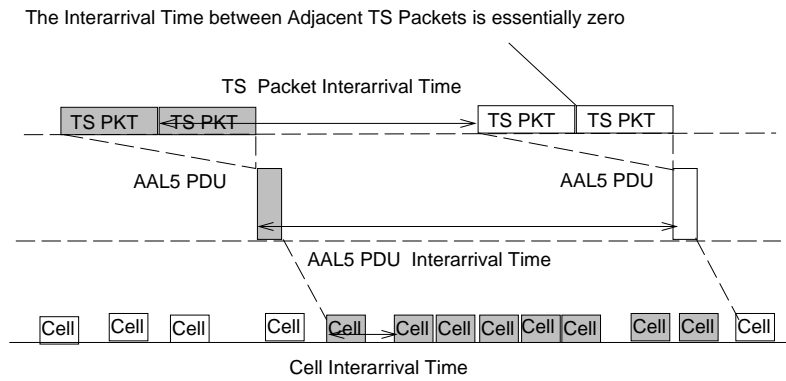 The Interarrival Time between Adjacent TS Packets is essentially zero
TS Packet Interarrival Time
TS PKT TS PKT TS PKT TS PKT
AAL5 PDU AAL5 PDU
AAL5 PDU Interarrival Time
Cell Cell Cell Cell Cell Cell Cell Cell Cell Cell Cell Cell Cell
Cell Interarrival Time